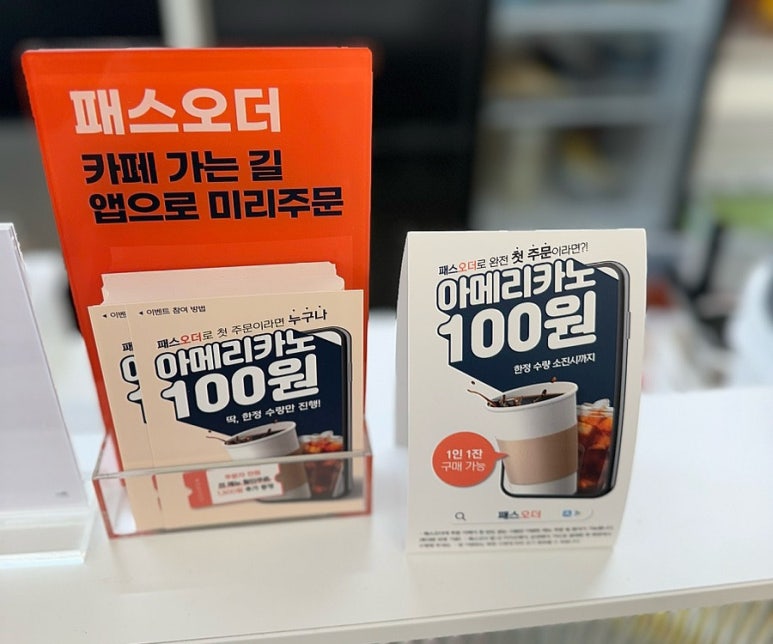 패스오더
카페 가는 길
앱으로 미리주문
◂ 이벤
◂ 이벤트 참여 방법
패스오더로 첫 주문이라면 누구나
아메리카노
100원
딱, 한정 수량만 진행!
패스오더로 완전 첫 주문이라면?!
아메리카노
100원
한정 수량 소진시까지
1인 1잔
구매 가능
패스오더